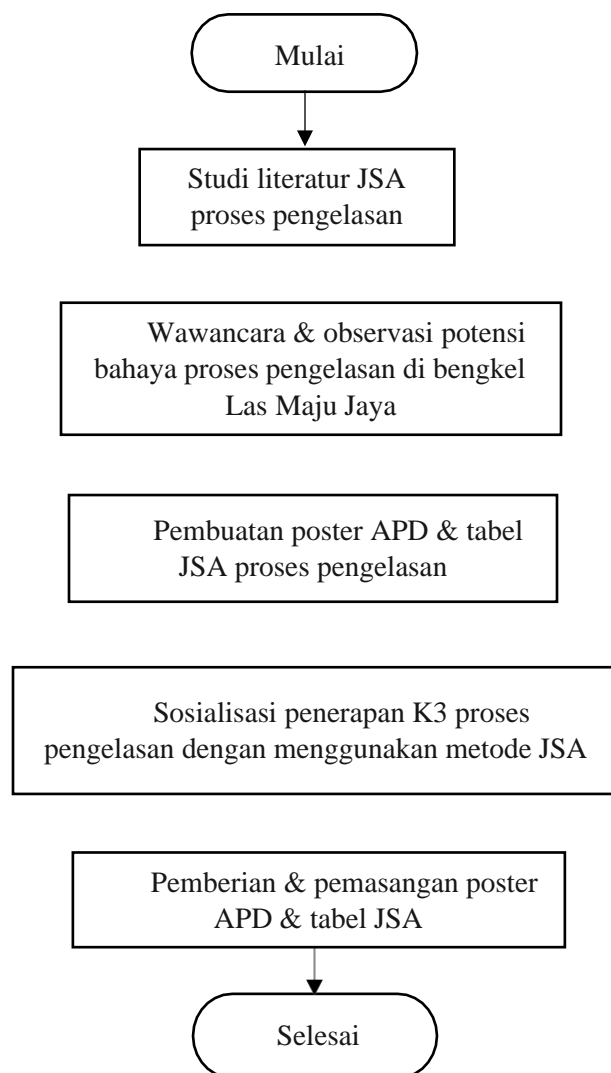 Mulai
Studi literatur JSA
proses pengelasan
Wawancara & observasi potensi
bahaya proses pengelasan di bengkel
Las Maju Jaya
Pembuatan poster APD & tabel
JSA proses pengelasan
Sosialisasi penerapan K3 proses
pengelasan dengan menggunakan metode JSA
Pemberian & pemasangan poster
APD & tabel JSA
Selesai